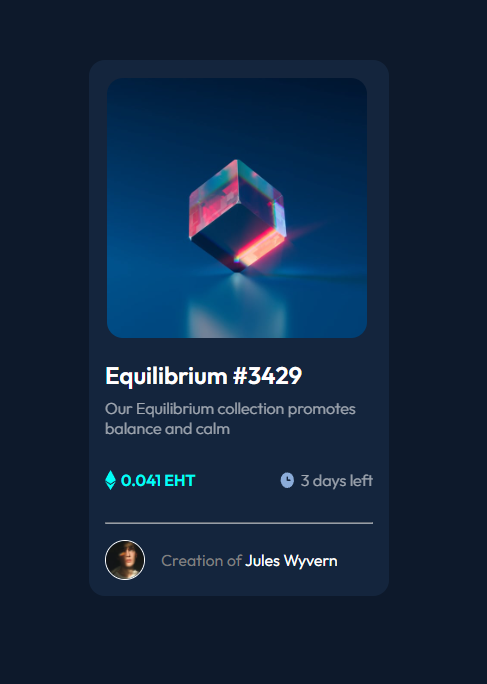 Equilibrium #3429
Our Equilibrium collection promotes
balance and calm
0.041 EHT
3 days left
Creation of Jules Wyvern